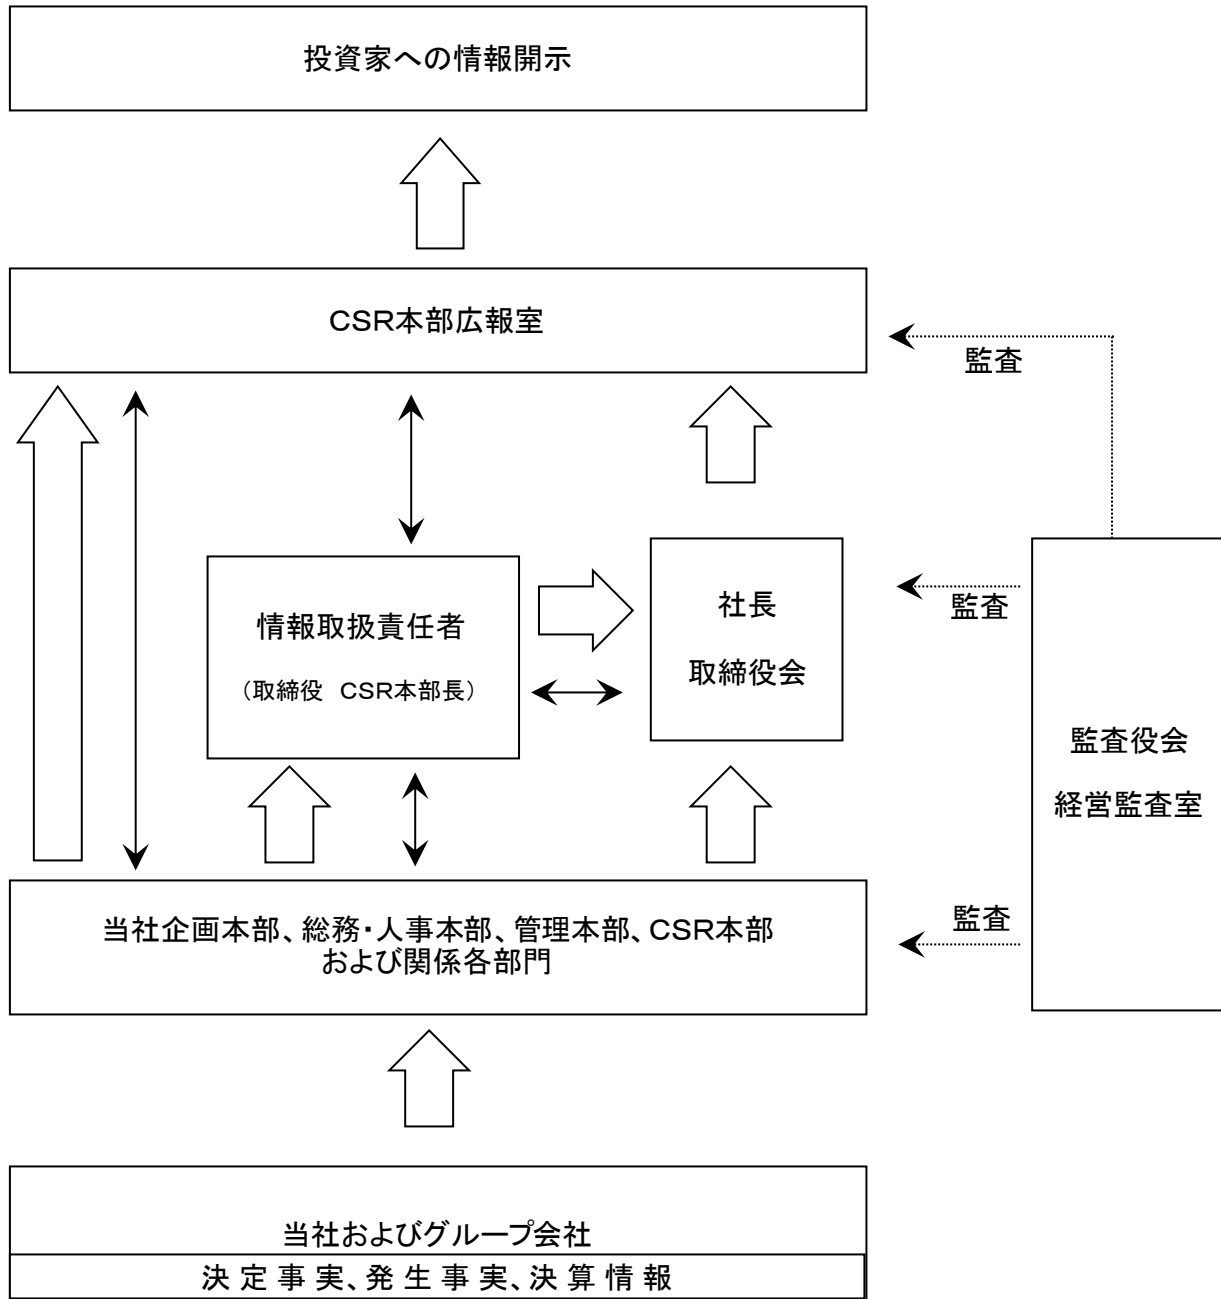 投資家への情報開示
CSR本部広報室
監査
情報取扱責任者
（取締役　CSR本部長）
社長
取締役会
監査
監査役会
経営監査室
当社企画本部、総務・人事本部、管理本部、CSR本部
および関係各部門
監査
当社およびグループ会社
決 定 事 実、発 生 事 実、決 算 情 報